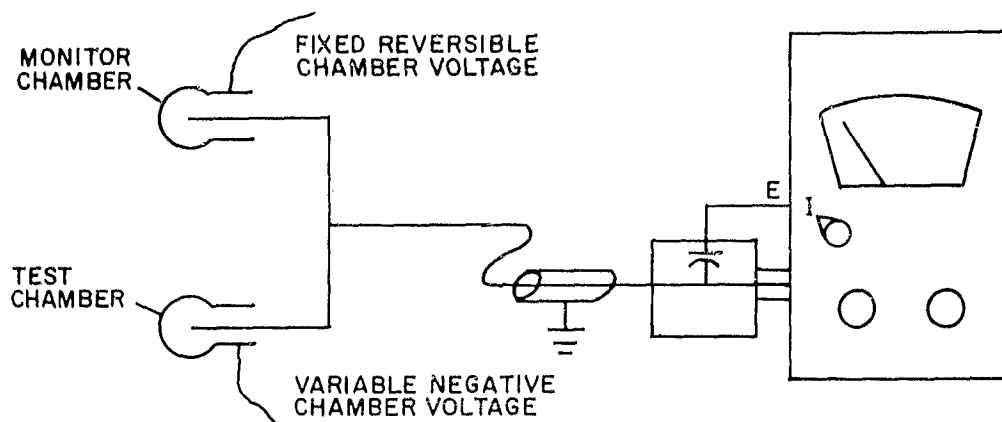 MONITOR
CHAMBER
FIXED REVERSIBLE
CHAMBER VOLTAGE
E
I
TEST
CHAMBER
VARIABLE NEGATIVE
CHAMBER VOLTAGE